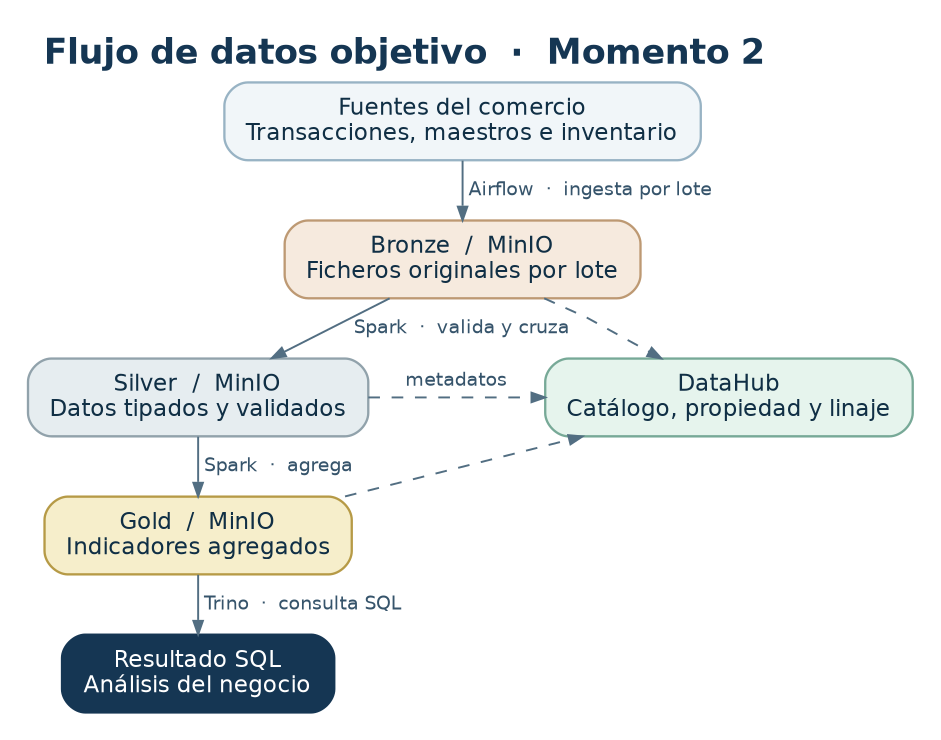 Flujo de datos objetivo · Momento 2
Fuentes del comercio
Transacciones, maestros e inventario
Airflow · ingesta por lote
Bronze / MinIO
Ficheros originales por lote
Spark · valida y cruza
Silver / MinIO
Datos tipados y validados
metadatos
DataHub
Catálogo, propiedad y linaje
Spark · agrega
Gold / MinIO
Indicadores agregados
Trino · consulta SQL
Resultado SQL
Análisis del negocio